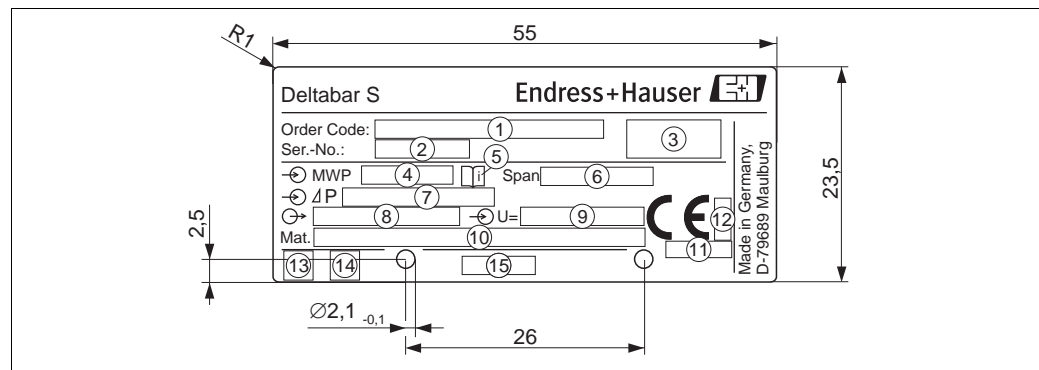 R1
55
Deltabar S
Endress+Hauser EH
Order Code: 1
3
Ser.-No.: 2
5
MWP 4 i Span 6
⊿P 7
8 U= 9
CE 12
Mat. 10
11
13 14 15
Made in Germany,
D-79689 Maulburg
23,5
2,5
∅2,1 -0,1
26